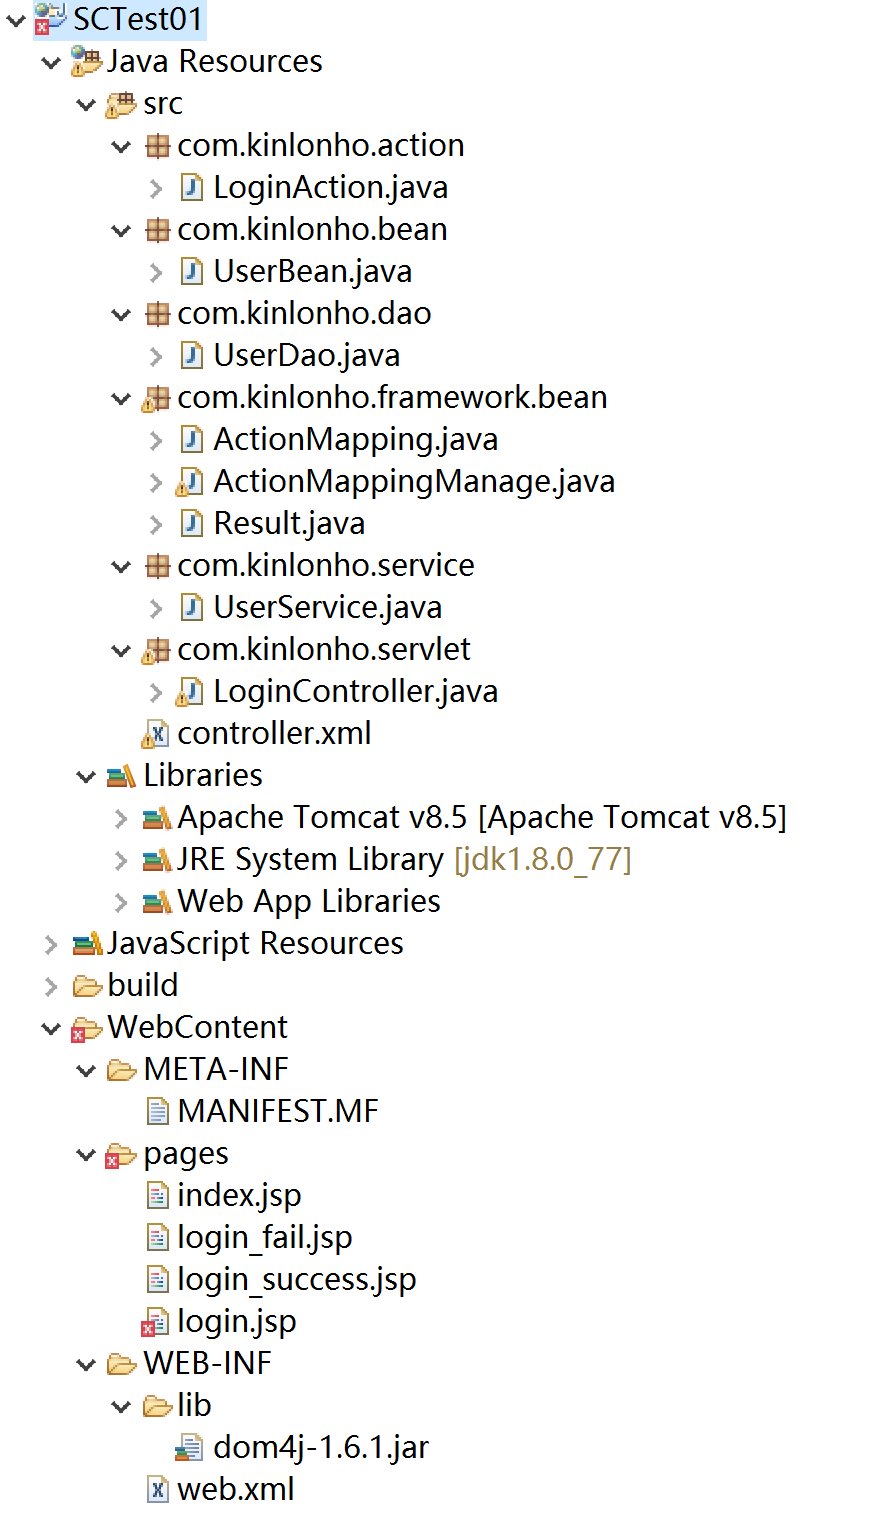 SCTest01
Java Resources
src
com.kinlonho.action
LoginAction.java
com.kinlonho.bean
UserBean.java
com.kinlonho.dao
UserDao.java
com.kinlonho.framework.bean
ActionMapping.java
ActionMappingManage.java
Result.java
com.kinlonho.service
UserService.java
com.kinlonho.servlet
LoginController.java
controller.xml
Libraries
Apache Tomcat v8.5 [Apache Tomcat v8.5]
JRE System Library [jdk1.8.0_77]
Web App Libraries
JavaScript Resources
build
WebContent
META-INF
MANIFEST.MF
pages
index.jsp
login_fail.jsp
login_success.jsp
login.jsp
WEB-INF
lib
dom4j-1.6.1.jar
web.xml